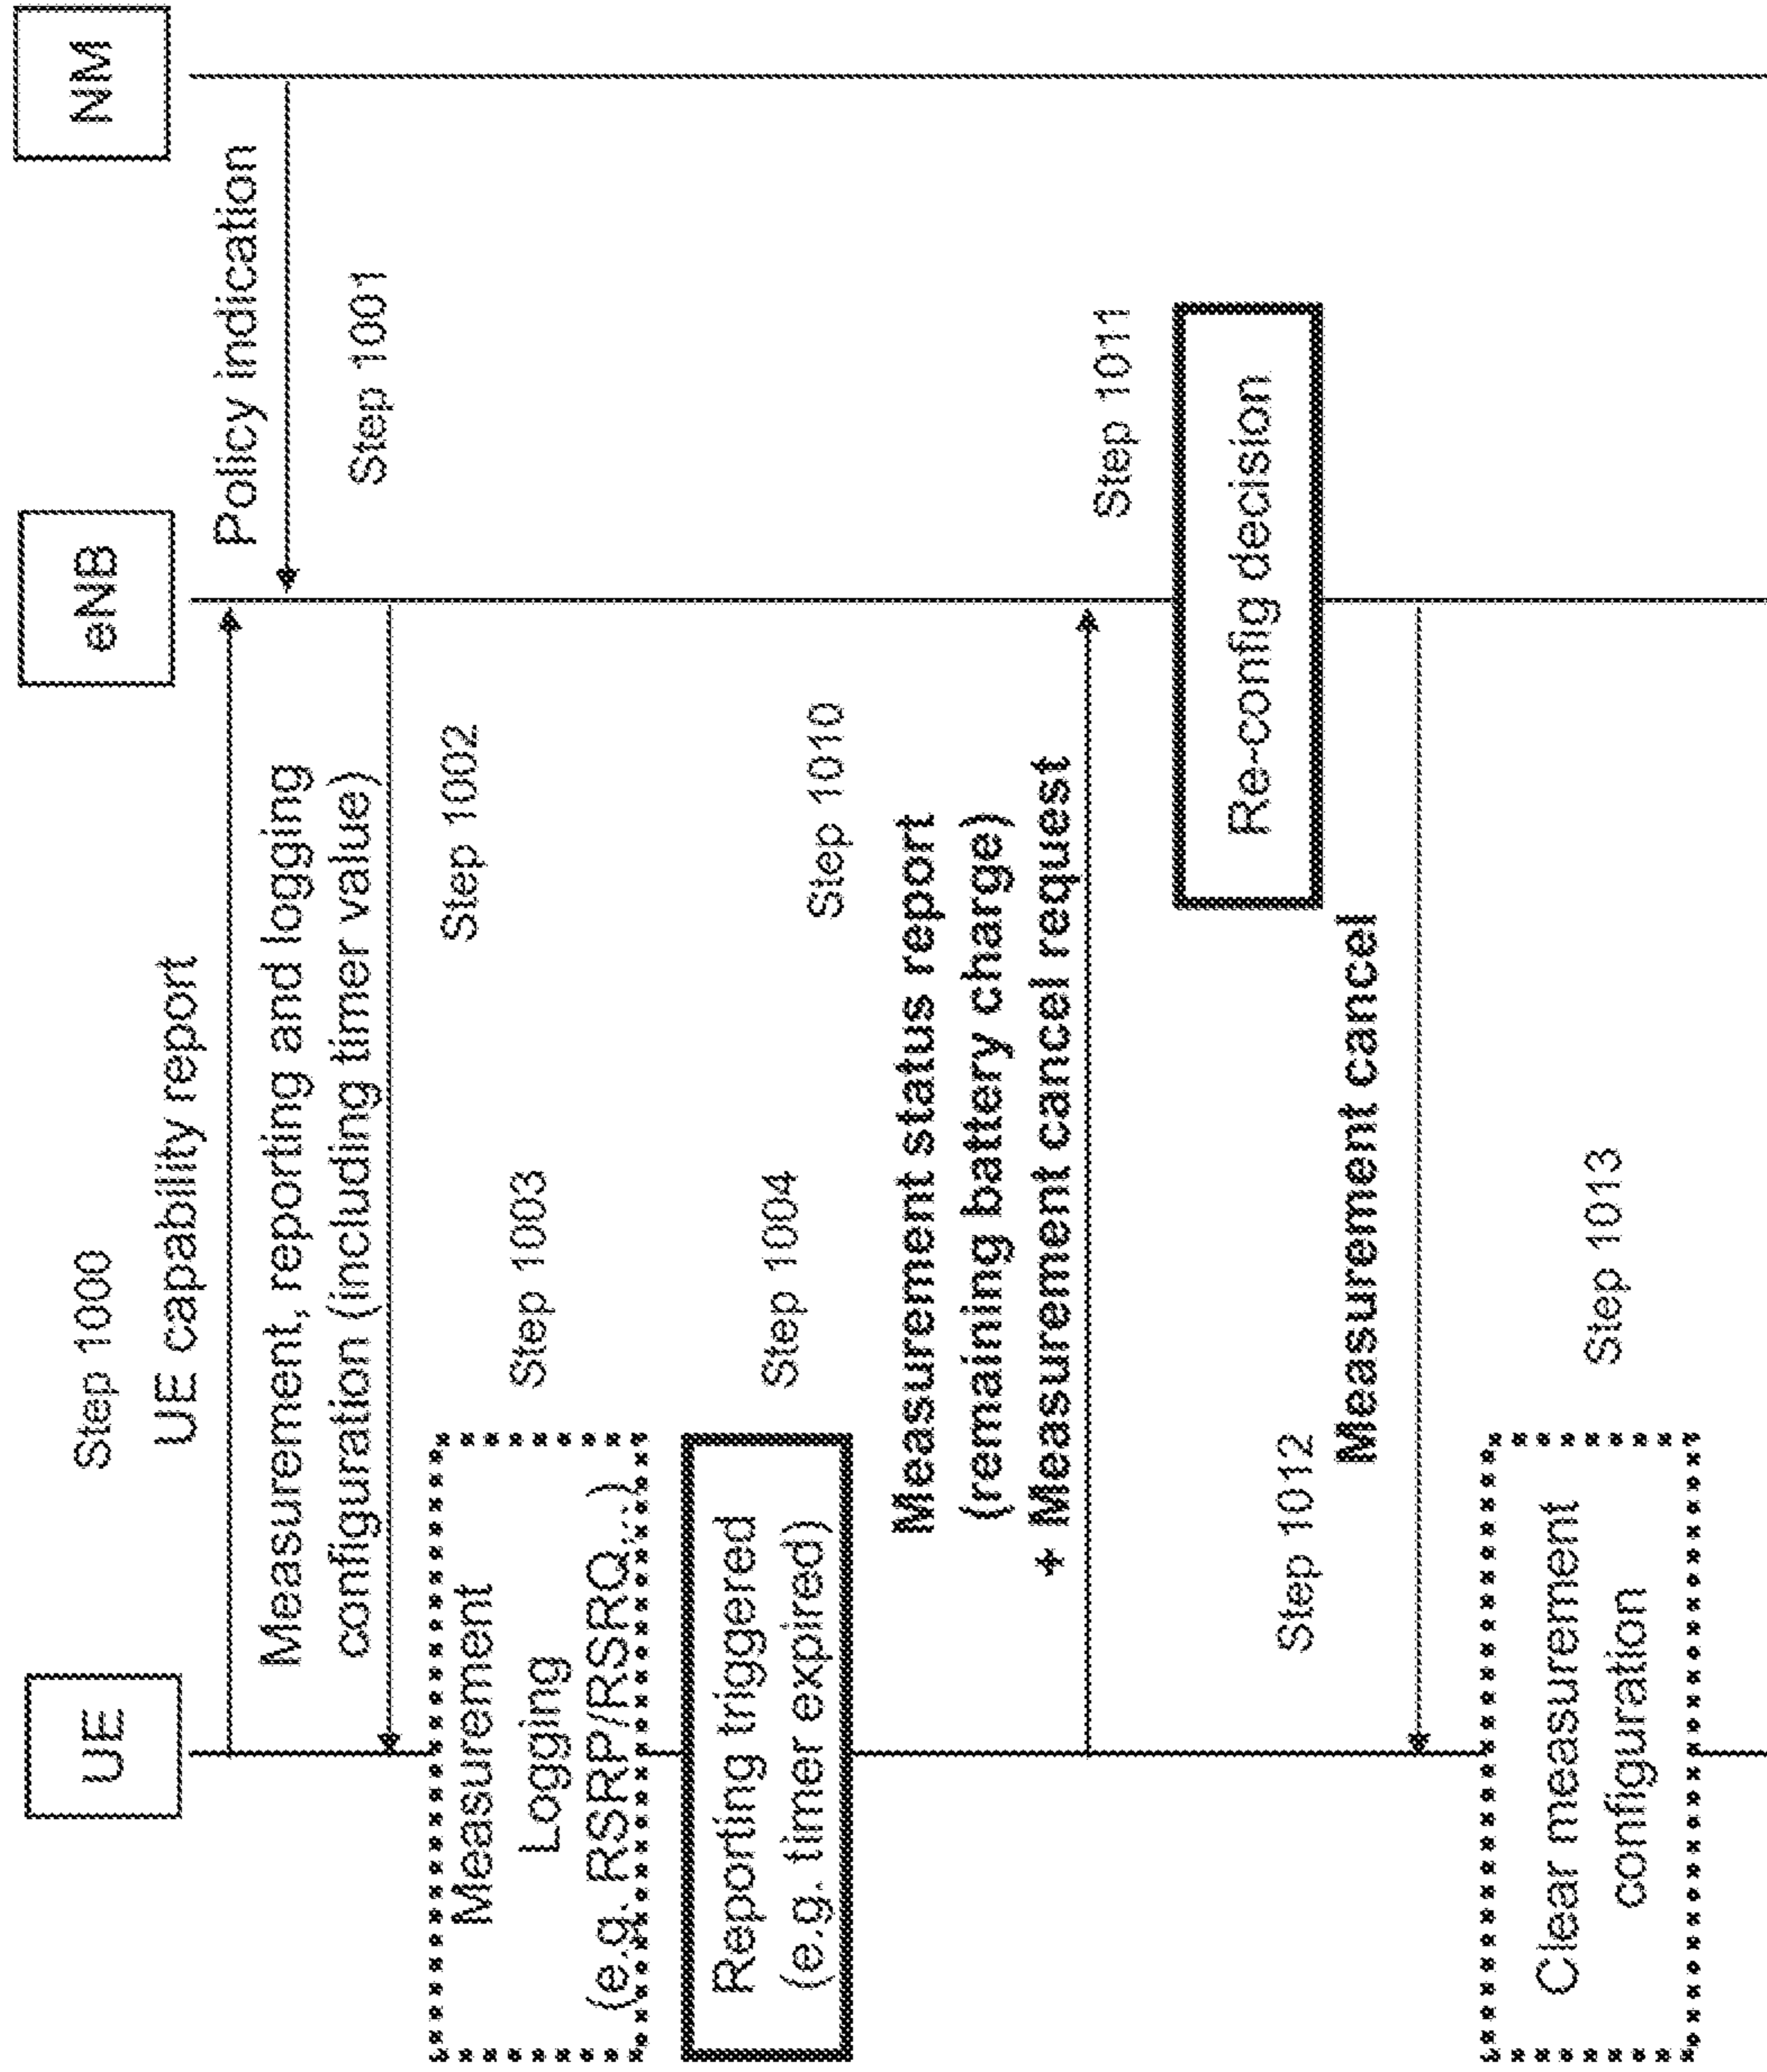 UE
eNB
NM
Step 1000
UE capability report
Policy indication
Step 1001
Measurement, reporting and logging
configuration (including timer value)
Step 1002
Measurement
Logging
(e.g. RSRP/RSRQ...)
Step 1003
Reporting triggered
(e.g. timer expired)
Step 1004
Step 1010
Measurement status report
(remaining battery charge)
+ Measurement cancel request
Step 1011
Re-config decision
Step 1012
Measurement cancel
Clear measurement
configuration
Step 1013